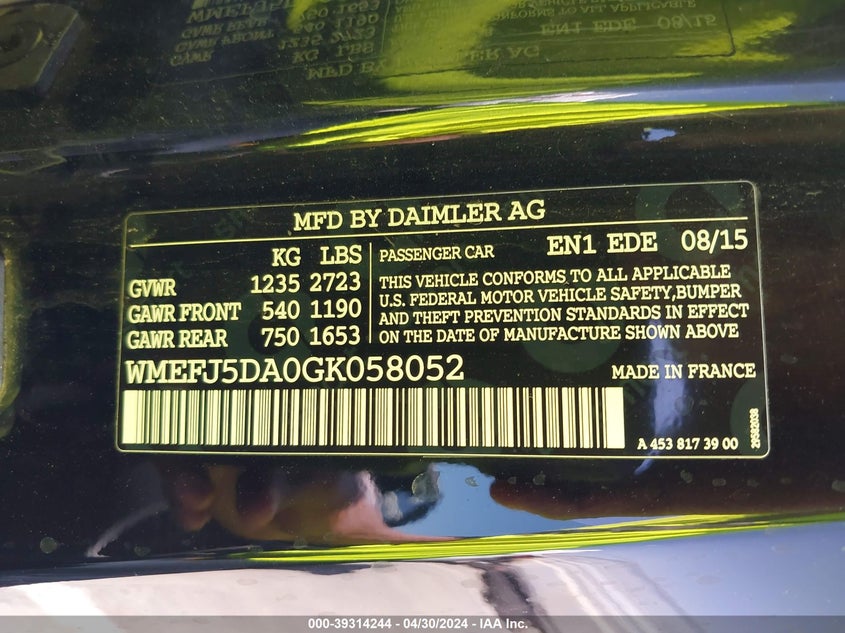 MFD BY DAIMLER AG
KG LBS
GVWR 1235 2723
GAWR FRONT 540 1190
GAWR REAR 750 1653
PASSENGER CAR EN1 EDE 08/15
THIS VEHICLE CONFORMS TO ALL APPLICABLE
U.S. FEDERAL MOTOR VEHICLE SAFETY,BUMPER
AND THEFT PREVENTION STANDARDS IN EFFECT
ON THE DATE OF MANUFACTURE SHOWN ABOVE
WMEFJ5DA0GK058052 MADE IN FRANCE
A 453 817 39 00
29582038
000-39314244 - 04/30/2024 - IAA Inc.